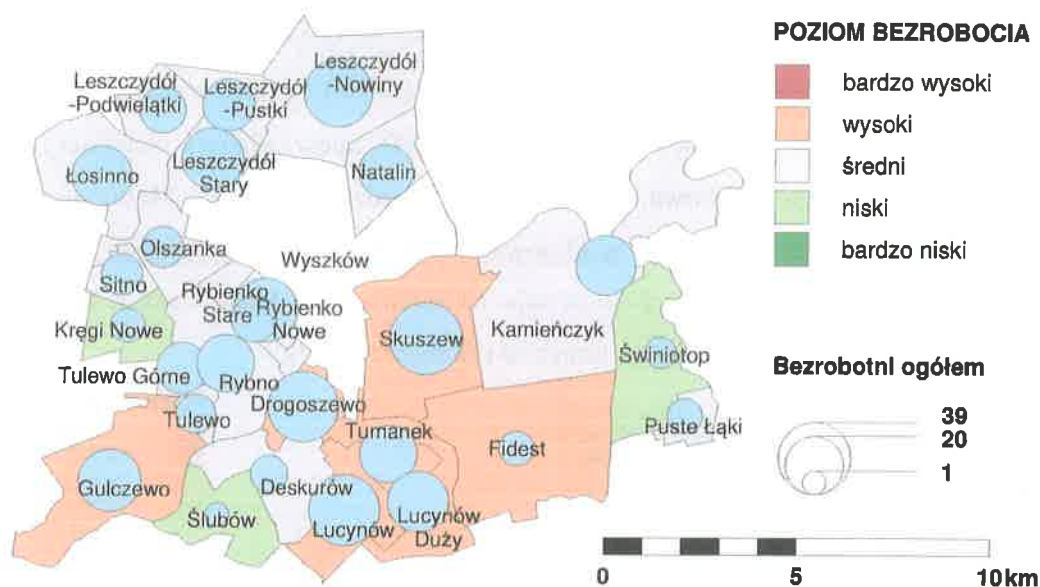 Leszczydół
-Nowiny
Leszczydół
-Podwielątki
Leszczydół
-Pustki
Łosinno
Leszczydół
Stary
Natalin
Olszanka
Wyszków
Sitno
Rybienko
Stare
Rybienko
Nowe
Kręgi Nowe
Skuszew
Kamieńczyk
Świniotop
Tulewo Górne
Rybno
Drogoszewo
Tulewo
Tumanek
Fidest
Puste Łąki
Gulczewo
Deskurów
Ślubów
Lucynów
Lucynów
Duży
POZIOM BEZROBOCIA
bardzo wysoki
wysoki
średni
niski
bardzo niski
Bezrobotni ogółem
39
20
1
0 5 10km